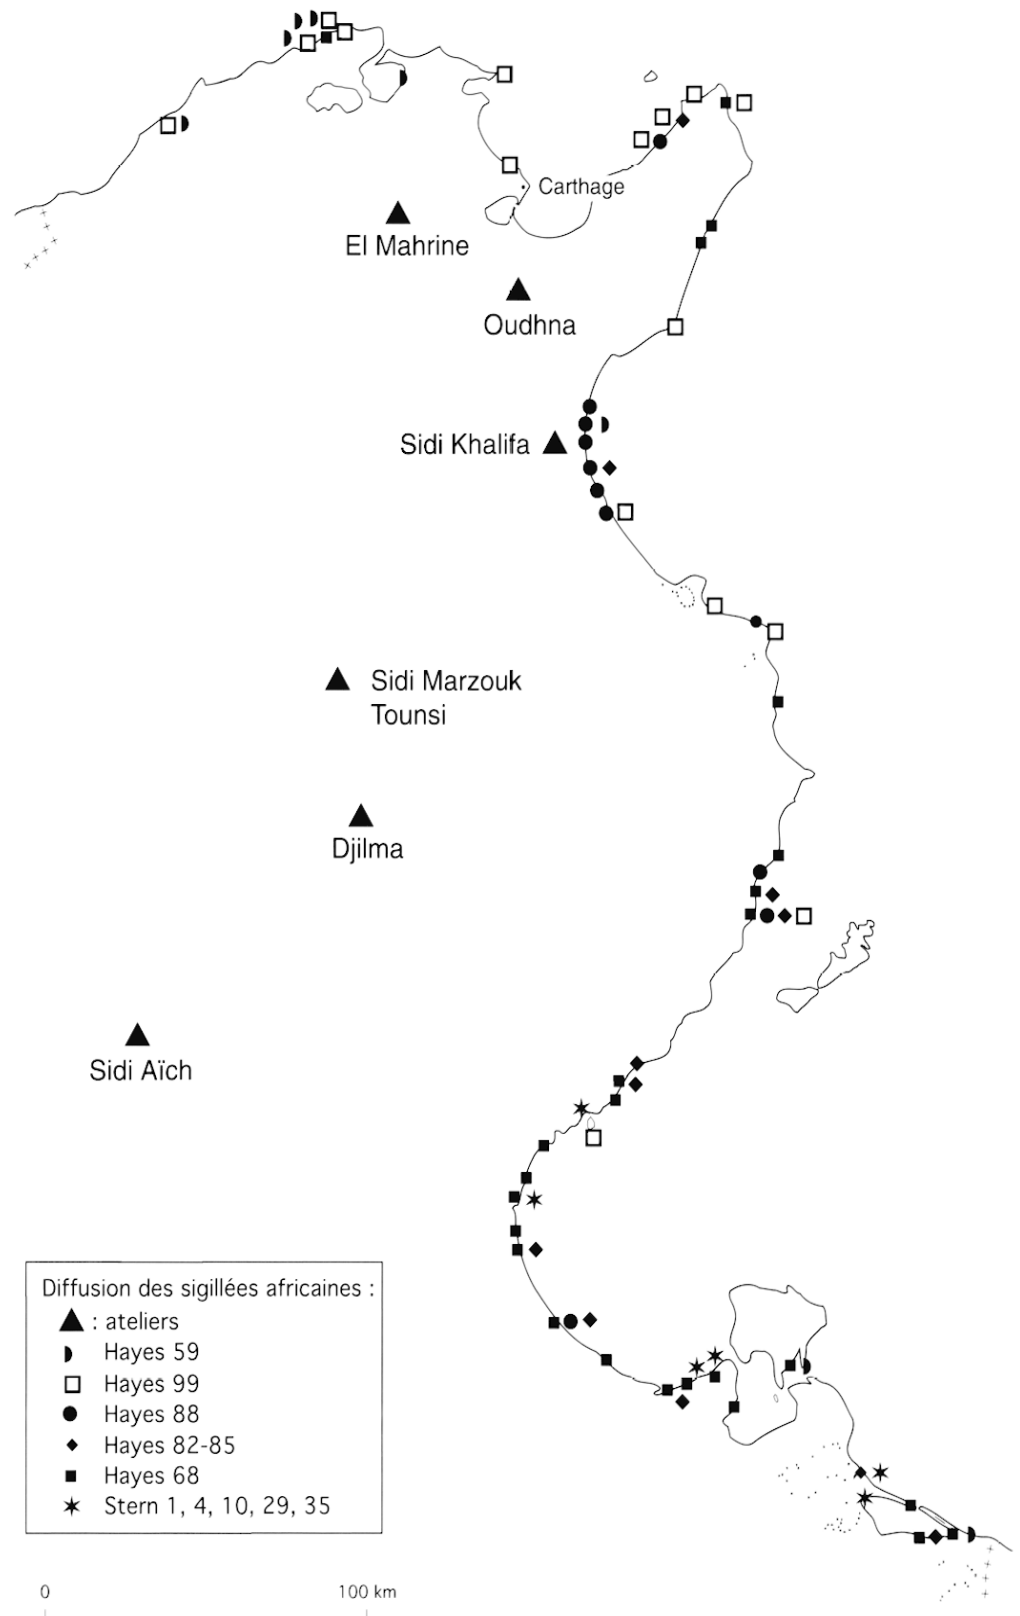 Carthage
El Mahrine
Oudhna
Sidi Khalifa
Sidi Marzouk
Tounsi
Djilma
Sidi Aïch
Diffusion des sigillées africaines :
: ateliers
Hayes 59
Hayes 99
Hayes 88
Hayes 82-85
Hayes 68
Stern 1, 4, 10, 29, 35
0 100 km